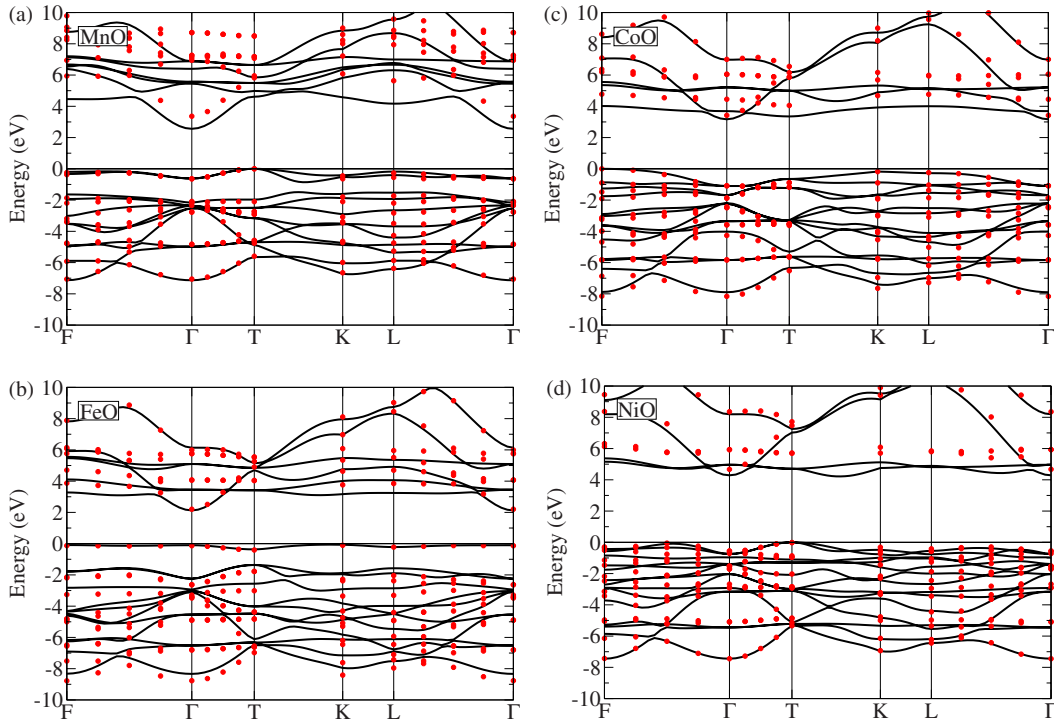 (a)
MnO
Energy (eV)
10
8
6
4
2
0
-2
-4
-6
-8
-10
F Γ T K L Γ
(c)
CoO
Energy (eV)
10
8
6
4
2
0
-2
-4
-6
-8
-10
F Γ T K L Γ
(b)
FeO
Energy (eV)
10
8
6
4
2
0
-2
-4
-6
-8
-10
F Γ T K L Γ
(d)
NiO
Energy (eV)
10
8
6
4
2
0
-2
-4
-6
-8
-10
F Γ T K L Γ